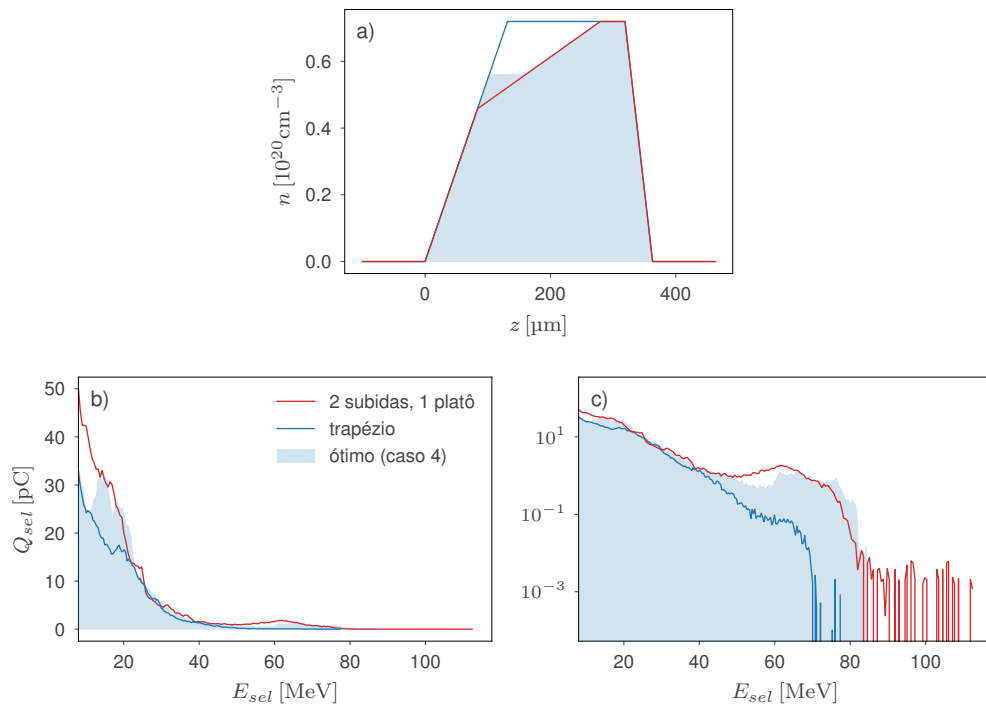 a)
0.6
0.4
0.2
0.0
n [10^20 cm^−3]
0 200 400
z [µm]
b)
50
40
30
20
10
0
Q_sel [pC]
2 subidas, 1 platô
trapézio
ótimo (caso 4)
20 40 60 80 100
E_sel [MeV]
c)
10^1
10^−1
10^−3
20 40 60 80 100
E_sel [MeV]